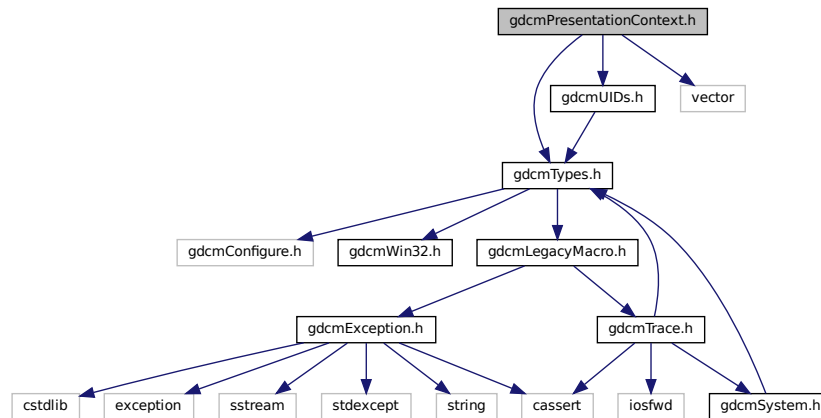 gdcmPresentationContext.h
gdcmUIDs.h
vector
gdcmTypes.h
gdcmConfigure.h
gdcmWin32.h
gdcmLegacyMacro.h
gdcmException.h
gdcmTrace.h
cstdlib
exception
sstream
stdexcept
string
cassert
iosfwd
gdcmSystem.h